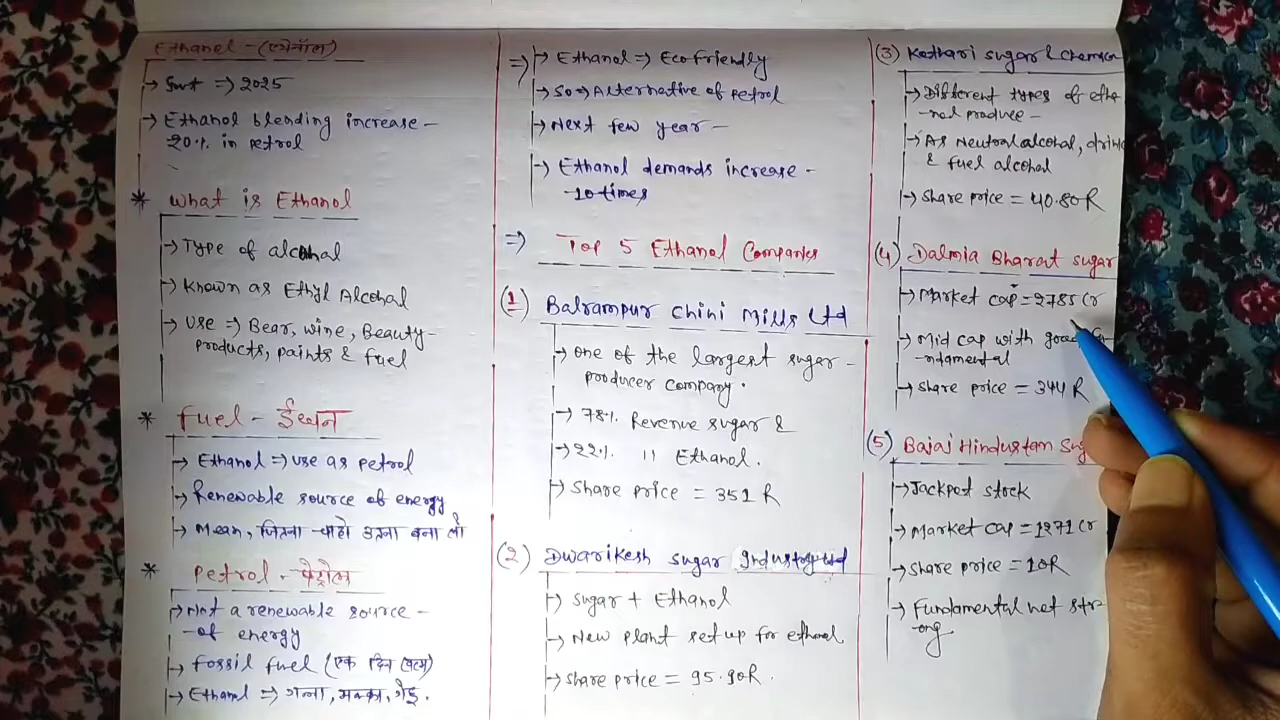 Ethanol - (एथेनॉल)
→ Govt ⇒ 2025
→ Ethanol blending increase -
20% in petrol
* What is Ethanol
→ Type of alcohal
→ Known as Ethyl Alcohal
→ Use ⇒ Bear, wine, Beauty-
products, paints & fuel
* Fuel - ईंधन
→ Ethanol ⇒ use as petrol
→ Renewable source of energy
→ Mean, जितना चाहो उतना बना लो
* Petrol - पेट्रोल
→ Not a renewable source -
- of energy
→ Fossil fuel (एक दिन खत्म)
→ Ethanol ⇒ गन्ना, मक्का, गेहूं.
⇒ → Ethanol ⇒ Eco Friendly
→ So ⇒ Alternative of petrol
→ Next few year -
→ Ethanol demands increase -
- 10 times
⇒ Top 5 Ethanol Companies
(1) Balrampur Chini Mills Ltd
→ One of the largest sugar -
producer company.
→ 78% Revenue sugar &
→ 22% " Ethanol.
→ Share price = 351 R
(2) Dwarikesh sugar Industry Ltd
→ Sugar + Ethanol
→ New plant set up for ethanol
→ Share price = 95.90R.
(3) Kothari sugar & Chemica
→ Different types of etha
-nol produce -
→ As Neutral alcohal, drink
& fuel alcohal
→ Share price = 40.80R
(4) Dalmia Bharat sugar
→ Market cap = 2785 Cr
→ Mid cap with good
-ndamental
→ Share price = 344 R
(5) Bajaj Hindustan Sug
→ Jackpot stock
→ Market cap = 1271 Cr
→ Share price = 10R
→ Fundamental not str-
-ong